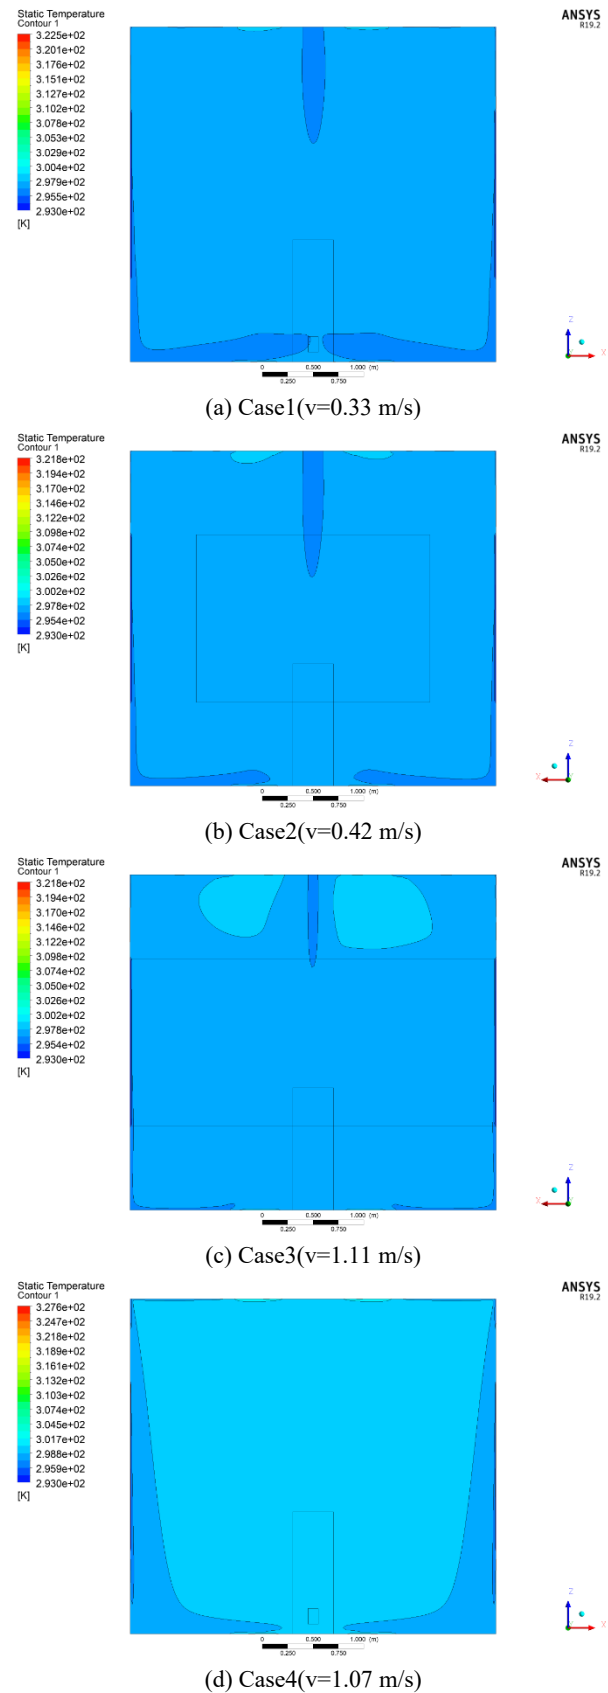 Static Temperature
Contour 1
ANSYS
R19.2
3.225e+02
3.201e+02
3.176e+02
3.151e+02
3.127e+02
3.102e+02
3.078e+02
3.053e+02
3.029e+02
3.004e+02
2.979e+02
2.955e+02
2.930e+02
[K]
Z
X
0 0.500 1.000 (m)
0.250 0.750
(a) Case1(v=0.33 m/s)
Static Temperature
Contour 1
ANSYS
R19.2
3.218e+02
3.194e+02
3.170e+02
3.146e+02
3.122e+02
3.098e+02
3.074e+02
3.050e+02
3.026e+02
3.002e+02
2.978e+02
2.954e+02
2.930e+02
[K]
Z
X
0 0.500 1.000 (m)
0.250 0.750
(b) Case2(v=0.42 m/s)
Static Temperature
Contour 1
ANSYS
R19.2
3.218e+02
3.194e+02
3.170e+02
3.146e+02
3.122e+02
3.098e+02
3.074e+02
3.050e+02
3.026e+02
3.002e+02
2.978e+02
2.954e+02
2.930e+02
[K]
Z
X
0 0.500 1.000 (m)
0.250 0.750
(c) Case3(v=1.11 m/s)
Static Temperature
Contour 1
ANSYS
R19.2
3.276e+02
3.247e+02
3.218e+02
3.189e+02
3.161e+02
3.132e+02
3.103e+02
3.074e+02
3.045e+02
3.017e+02
2.988e+02
2.959e+02
2.930e+02
[K]
Z
X
0 0.500 1.000 (m)
0.250 0.750
(d) Case4(v=1.07 m/s)